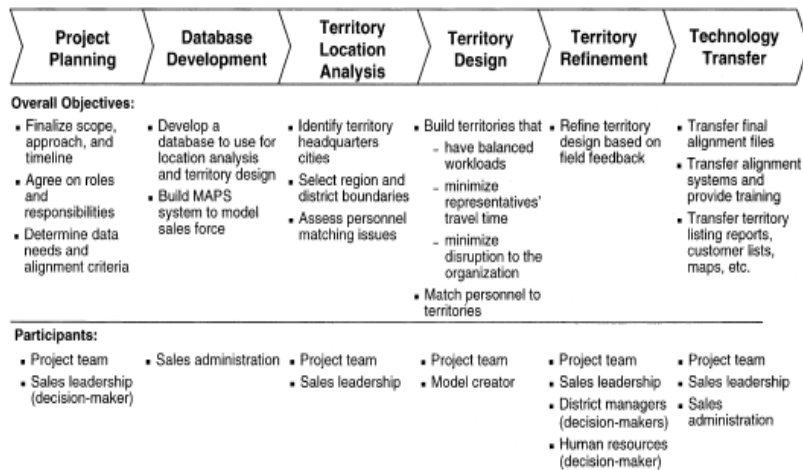 Project
Planning
Database
Development
Territory
Location
Analysis
Territory
Design
Territory
Refinement
Technology
Transfer
Overall Objectives:
▪ Finalize scope,
approach, and
timeline
▪ Agree on roles
and
responsibilities
▪ Determine data
needs and
alignment criteria
▪ Develop a
database to use for
location analysis
and territory design
▪ Build MAPS
system to model
sales force
▪ Identify territory
headquarters
cities
▪ Select region and
district boundaries
▪ Assess personnel
matching issues
▪ Build territories that
– have balanced
workloads
– minimize
representatives'
travel time
– minimize
disruption to the
organization
▪ Match personnel to
territories
▪ Refine territory
design based on
field feedback
▪ Transfer final
alignment files
▪ Transfer alignment
systems and
provide training
▪ Transfer territory
listing reports,
customer lists,
maps, etc.
Participants:
▪ Project team
▪ Sales leadership
(decision-maker)
▪ Sales administration
▪ Project team
▪ Sales leadership
▪ Project team
▪ Model creator
▪ Project team
▪ Sales leadership
▪ District managers
(decision-makers)
▪ Human resources
(decision-maker)
▪ Project team
▪ Sales leadership
▪ Sales
administration